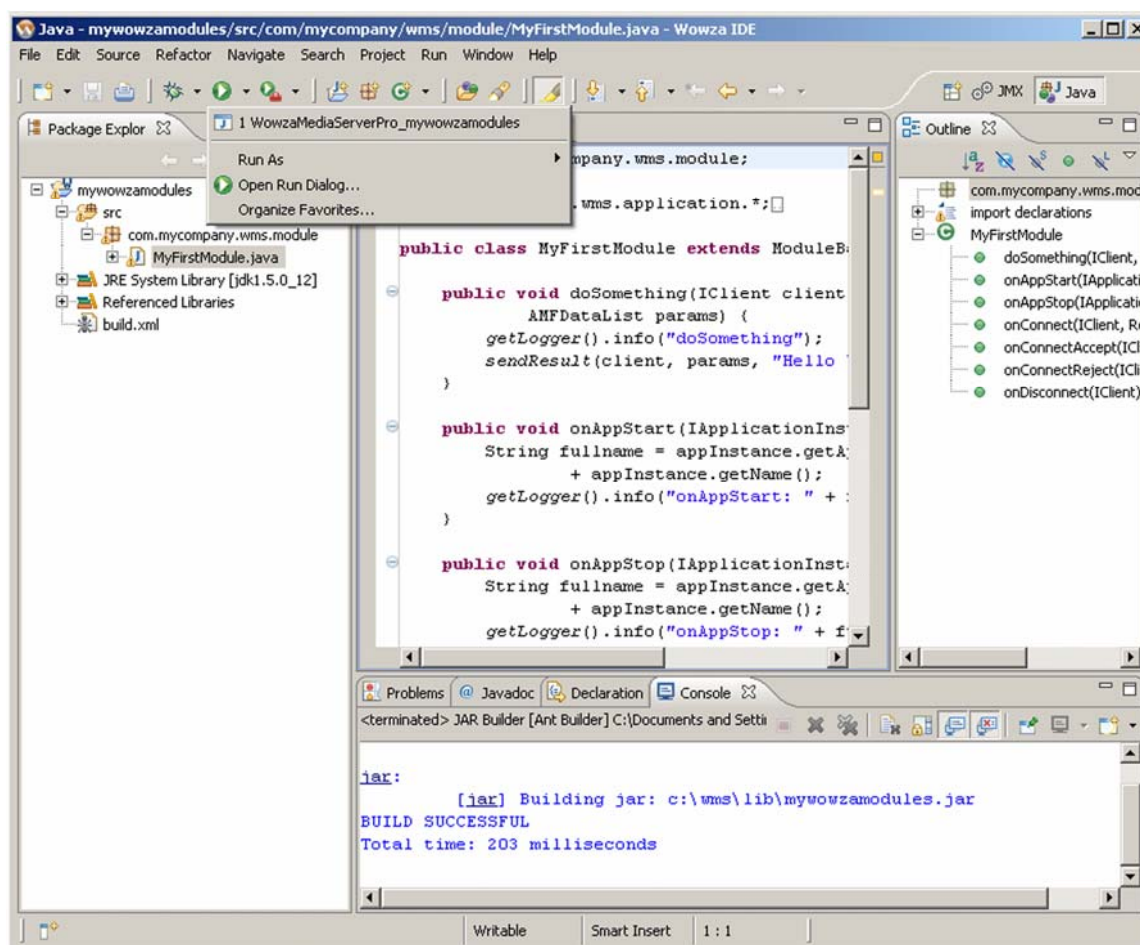 Java - mywowzamodules/src/com/mycompany/wms/module/MyFirstModule.java - Wowza IDE
File Edit Source Refactor Navigate Search Project Run Window Help
JMX Java
Package Explor
1 WowzaMediaServerPro_mywowzamodules
Run As
Open Run Dialog...
Organize Favorites...
mywowzamodules
src
com.mycompany.wms.module
MyFirstModule.java
JRE System Library [jdk1.5.0_12]
Referenced Libraries
build.xml
mpany.wms.module;
.wms.application.*;
public class MyFirstModule extends ModuleB
public void doSomething(IClient client
AMFDataList params) {
getLogger().info("doSomething");
sendResult(client, params, "Hello
}
public void onAppStart(IApplicationIns
String fullname = appInstance.getA
+ appInstance.getName();
getLogger().info("onAppStart: " +
}
public void onAppStop(IApplicationInst
String fullname = appInstance.getA
+ appInstance.getName();
getLogger().info("onAppStop: " + f
Outline
com.mycompany.wms.mod
import declarations
MyFirstModule
doSomething(IClient,
onAppStart(IApplicati
onAppStop(IApplicatio
onConnect(IClient, Re
onConnectAccept(ICl
onConnectReject(ICli
onDisconnect(IClient)
Problems Javadoc Declaration Console
<terminated> JAR Builder [Ant Builder] C:\Documents and Setti
jar:
[jar] Building jar: c:\wms\lib\mywowzamodules.jar
BUILD SUCCESSFUL
Total time: 203 milliseconds
Writable Smart Insert 1 : 1